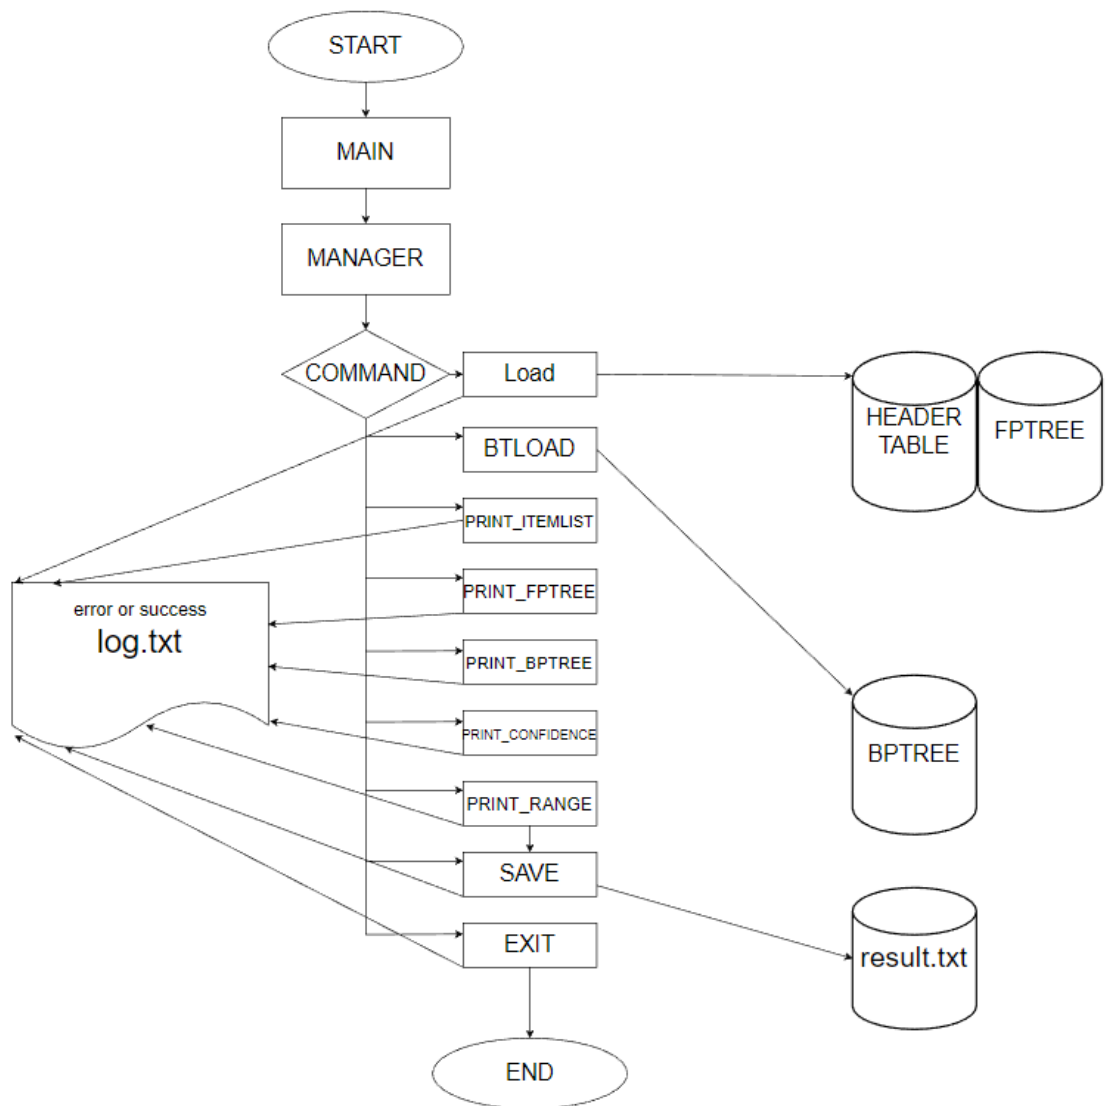 START
MAIN
MANAGER
COMMAND
Load
HEADER
TABLE
FPTREE
BTLOAD
PRINT_ITEMLIST
PRINT_FPTREE
error or success
log.txt
PRINT_BPTREE
PRINT_CONFIDENCE
BPTREE
PRINT_RANGE
SAVE
EXIT
result.txt
END